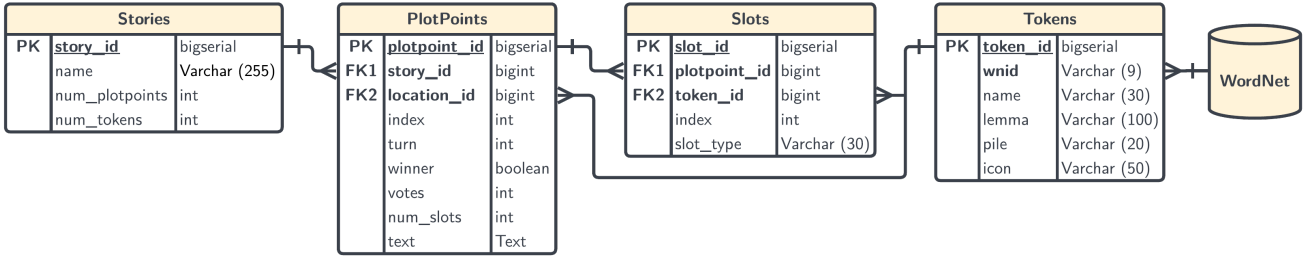 Stories
PK story_id bigserial
name Varchar (255)
num_plotpoints int
num_tokens int
PlotPoints
PK plotpoint_id bigserial
FK1 story_id bigint
FK2 location_id bigint
index int
turn int
winner boolean
votes int
num_slots int
text Text
Slots
PK slot_id bigserial
FK1 plotpoint_id bigint
FK2 token_id bigint
index int
slot_type Varchar (30)
Tokens
PK token_id bigserial
wnid Varchar (9)
name Varchar (30)
lemma Varchar (100)
pile Varchar (20)
icon Varchar (50)
WordNet